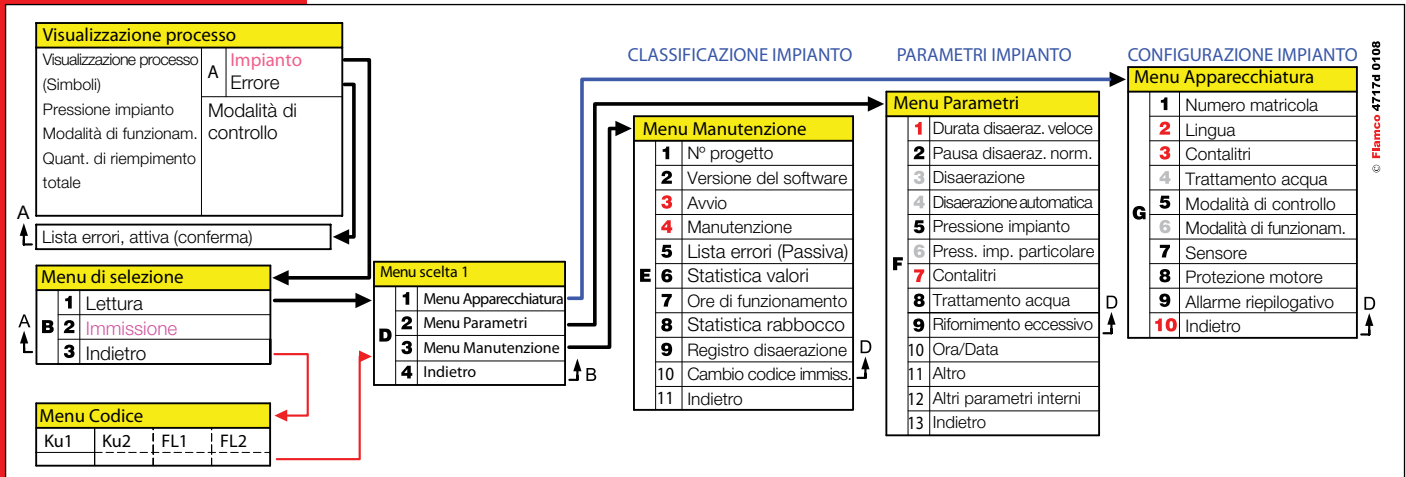 Visualizzazione processo
Visualizzazione processo
(Simboli)
Pressione impianto
Modalità di funzionam.
Quant. di riempimento
totale
A
Impianto
Errore
Modalità di
controllo
A
Lista errori, attiva (conferma)
Menu di selezione
A
B
1 Lettura
2 Immissione
3 Indietro
Menu Codice
Ku1 Ku2 FL1 FL2
Menu scelta 1
D
1 Menu Apparecchiatura
2 Menu Parametri
3 Menu Manutenzione
4 Indietro
B
CLASSIFICAZIONE IMPIANTO
Menu Manutenzione
E
1 Nº progetto
2 Versione del software
3 Avvio
4 Manutenzione
5 Lista errori (Passiva)
6 Statistica valori
7 Ore di funzionamento
8 Statistica rabbocco
9 Registro disaerazione
10 Cambio codice immiss.
11 Indietro
D
PARAMETRI IMPIANTO
Menu Parametri
F
1 Durata disaeraz. veloce
2 Pausa disaeraz. norm.
3 Disaerazione
4 Disaerazione automatica
5 Pressione impianto
6 Press. imp. particolare
7 Contalitri
8 Trattamento acqua
9 Rifornimento eccessivo
10 Ora/Data
11 Altro
12 Altri parametri interni
13 Indietro
D
CONFIGURAZIONE IMPIANTO
Menu Apparecchiatura
G
1 Numero matricola
2 Lingua
3 Contalitri
4 Trattamento acqua
5 Modalità di controllo
6 Modalità di funzionam.
7 Sensore
8 Protezione motore
9 Allarme riepilogativo
10 Indietro
D
© Flamco 4717d 0108